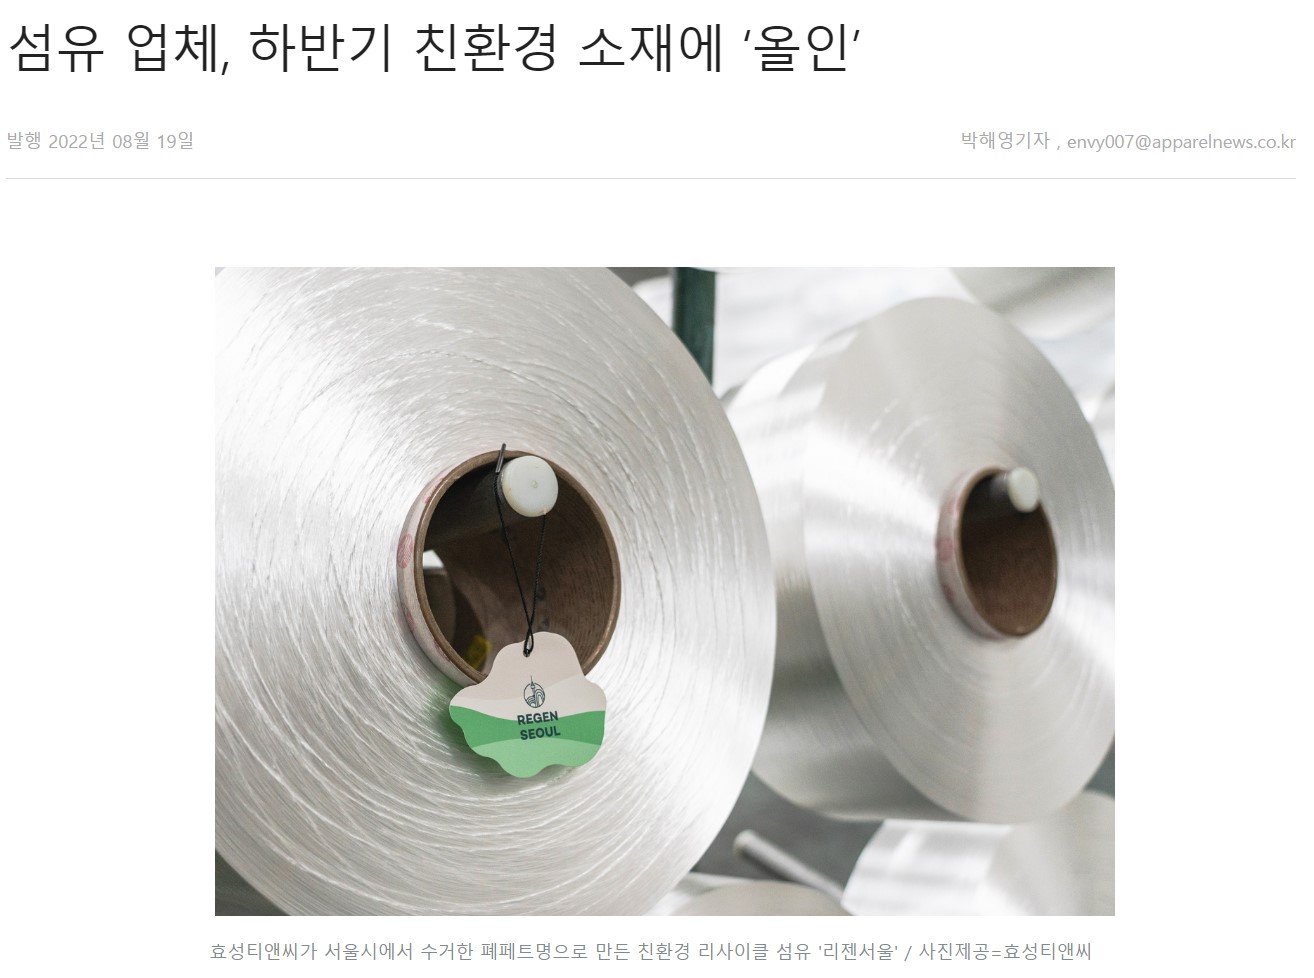 섬유 업체, 하반기 친환경 소재에 ‘올인’
발행 2022년 08월 19일
박해영기자 , envy007@apparelnews.co.kr
REGEN
SEOUL
효성티앤씨가 서울시에서 수거한 폐페트명으로 만든 친환경 리사이클 섬유 '리젠서울' / 사진제공=효성티앤씨